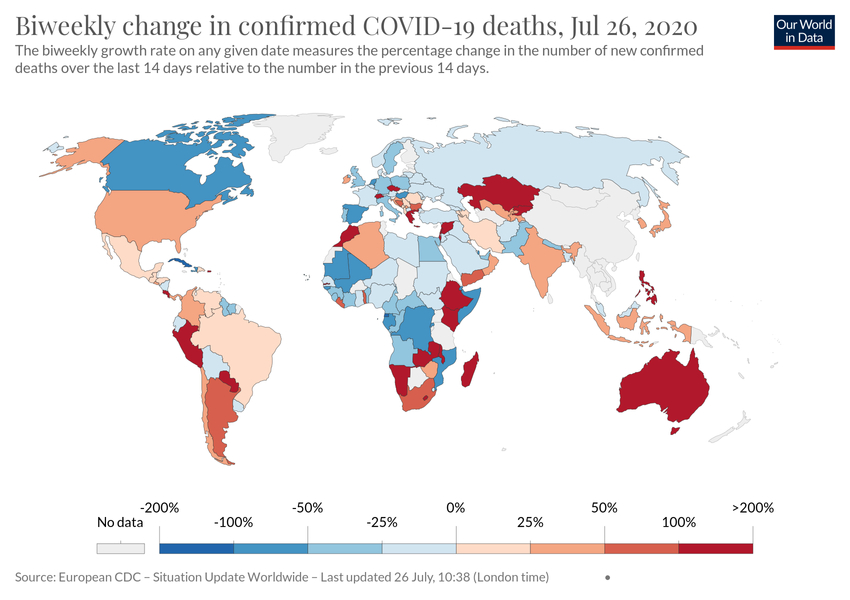 Biweekly change in confirmed COVID-19 deaths, Jul 26, 2020
Our World
in Data
The biweekly growth rate on any given date measures the percentage change in the number of new confirmed
deaths over the last 14 days relative to the number in the previous 14 days.
-200% -50% 0% 50% >200%
No data -100% -25% 25% 100%
Source: European CDC – Situation Update Worldwide – Last updated 26 July, 10:38 (London time) •